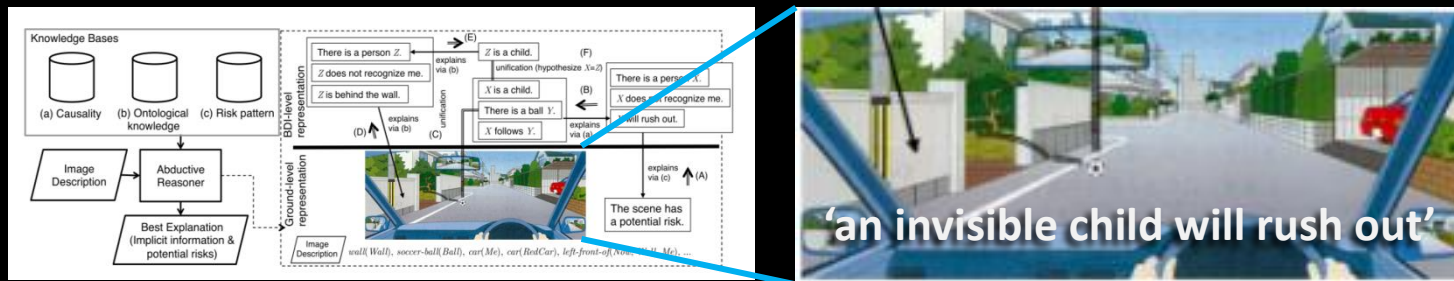 Knowledge Bases
(a) Causality
(b) Ontological
knowledge
(c) Risk pattern
Image
Description
Abductive
Reasoner
Best Explanation
(Implicit information &
potential risks)
BDI-level
representation
Ground-level
representation
There is a person Z.
Z does not recognize me.
Z is behind the wall.
(E)
explains
via (b)
Z is a child.
(F)
unification (hypothesize X=Z)
X is a child.
There is a ball Y.
X follows Y.
(B)
explains
via (a)
There is a person X.
X does not recognize me.
will rush out.
(D)
explains
via (b)
(C)
unification
explains
via (c)
(A)
The scene has
a potential risk.
Image
Description
wall(Wall), soccer-ball(Ball), car(Me), car(RedCar), left-front-of( Me), ...
'an invisible child will rush out'